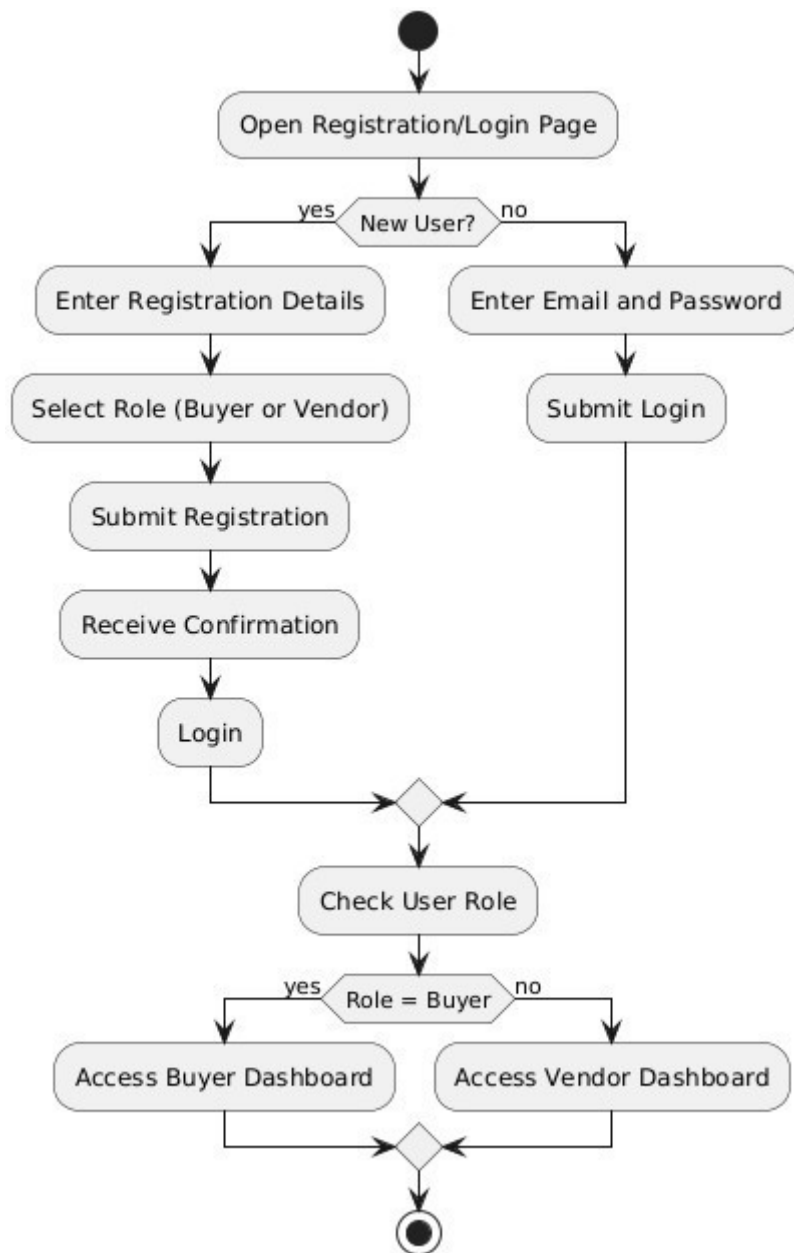 Open Registration/Login Page
yes
New User?
no
Enter Registration Details
Enter Email and Password
Select Role (Buyer or Vendor)
Submit Login
Submit Registration
Receive Confirmation
Login
Check User Role
yes
Role = Buyer
no
Access Buyer Dashboard
Access Vendor Dashboard